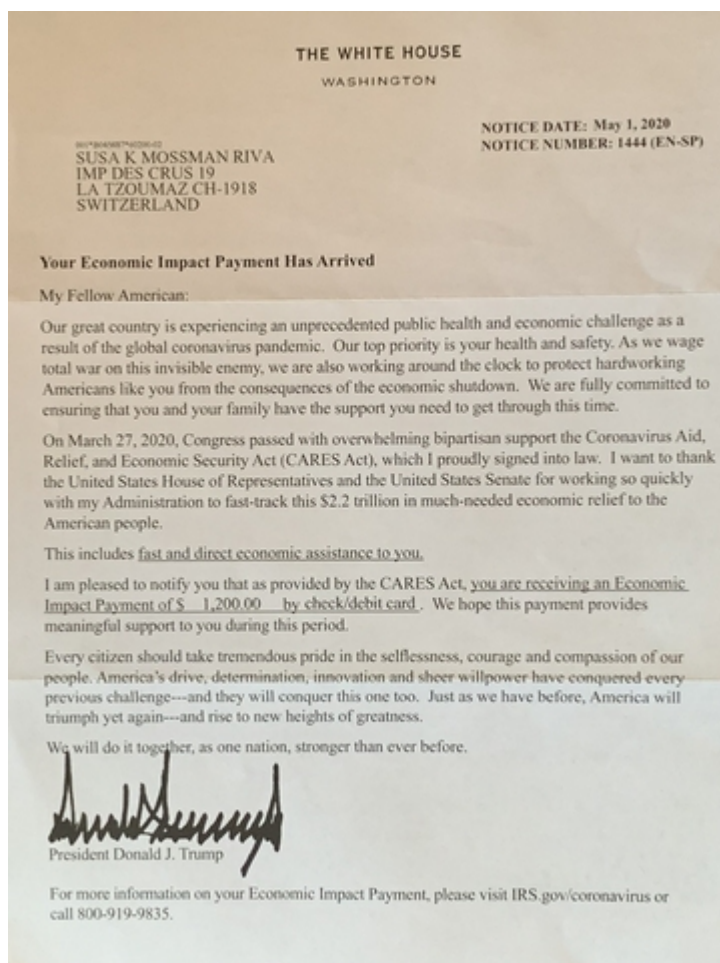 THE WHITE HOUSE
WASHINGTON
NOTICE DATE: May 1, 2020
NOTICE NUMBER: 1444 (EN-SP)
SUSA K MOSSMAN RIVA
IMP DES CRUS 19
LA TZOUMAZ CH-1918
SWITZERLAND
Your Economic Impact Payment Has Arrived
My Fellow American:
Our great country is experiencing an unprecedented public health and economic challenge as a
result of the global coronavirus pandemic. Our top priority is your health and safety. As we wage
total war on this invisible enemy, we are also working around the clock to protect hardworking
Americans like you from the consequences of the economic shutdown. We are fully committed to
ensuring that you and your family have the support you need to get through this time.
On March 27, 2020, Congress passed with overwhelming bipartisan support the Coronavirus Aid,
Relief, and Economic Security Act (CARES Act), which I proudly signed into law. I want to thank
the United States House of Representatives and the United States Senate for working so quickly
with my Administration to fast-track this $2.2 trillion in much-needed economic relief to the
American people.
This includes fast and direct economic assistance to you.
I am pleased to notify you that as provided by the CARES Act, you are receiving an Economic
Impact Payment of $ 1,200.00 by check/debit card . We hope this payment provides
meaningful support to you during this period.
Every citizen should take tremendous pride in the selflessness, courage and compassion of our
people. America's drive, determination, innovation and sheer willpower have conquered every
previous challenge---and they will conquer this one too. Just as we have before, America will
triumph yet again---and rise to new heights of greatness.
We will do it together, as one nation, stronger than ever before.
President Donald J. Trump
For more information on your Economic Impact Payment, please visit IRS.gov/coronavirus or
call 800-919-9835.